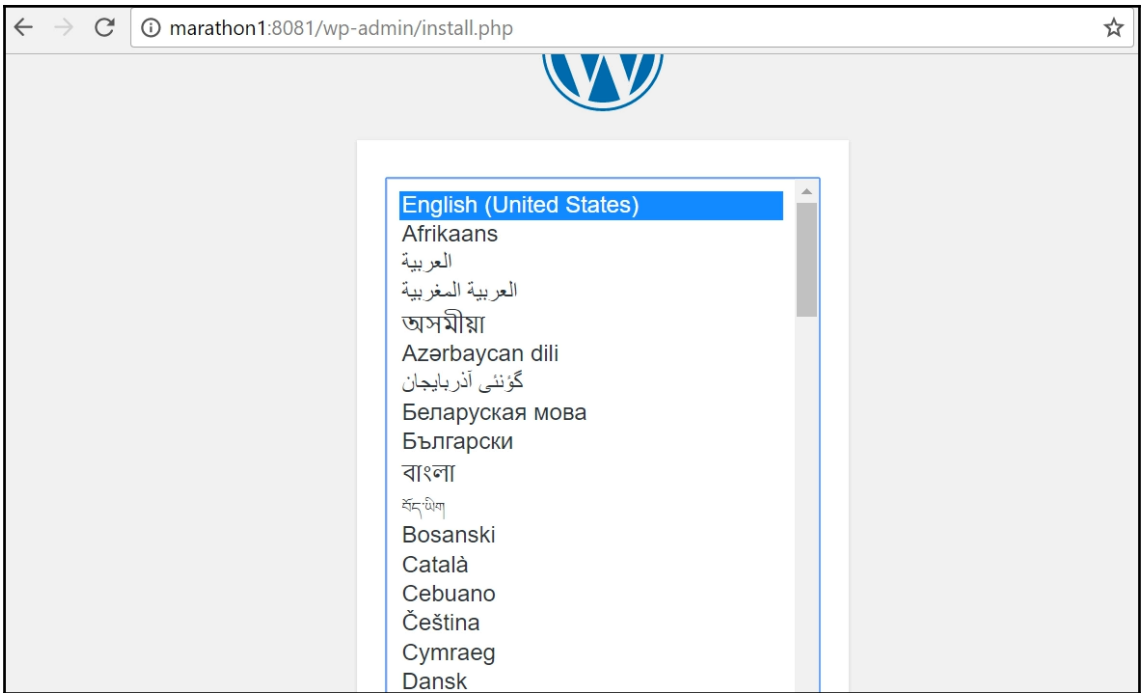 marathon1:8081/wp-admin/install.php
English (United States)
Afrikaans
العربية
العربية المغربية
অসমীয়া
Azərbaycan dili
گؤنئی آذربایجان
Беларуская мова
Български
বাংলা
བོད་ཡིག
Bosanski
Català
Cebuano
Čeština
Cymraeg
Dansk